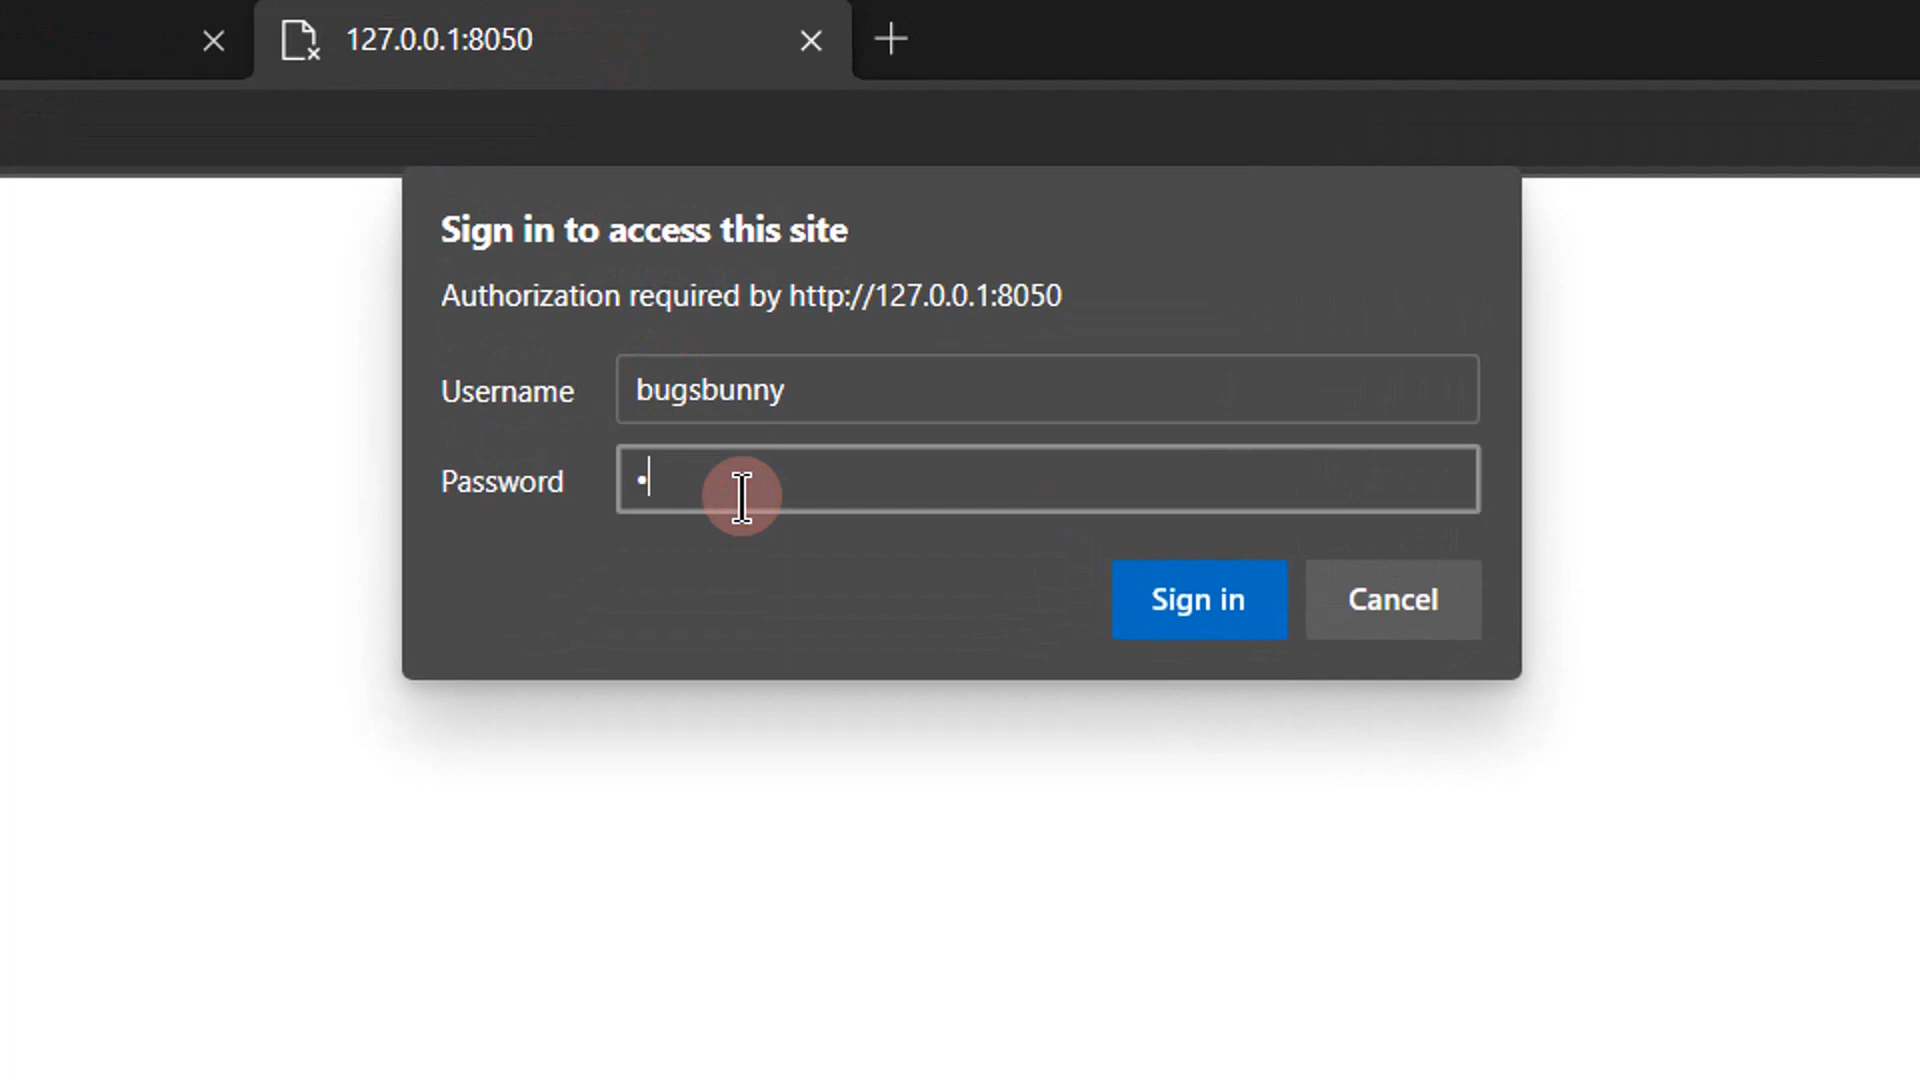 127.0.0.1:8050
Sign in to access this site
Authorization required by http://127.0.0.1:8050
Username bugsbunny
Password •
Sign in Cancel